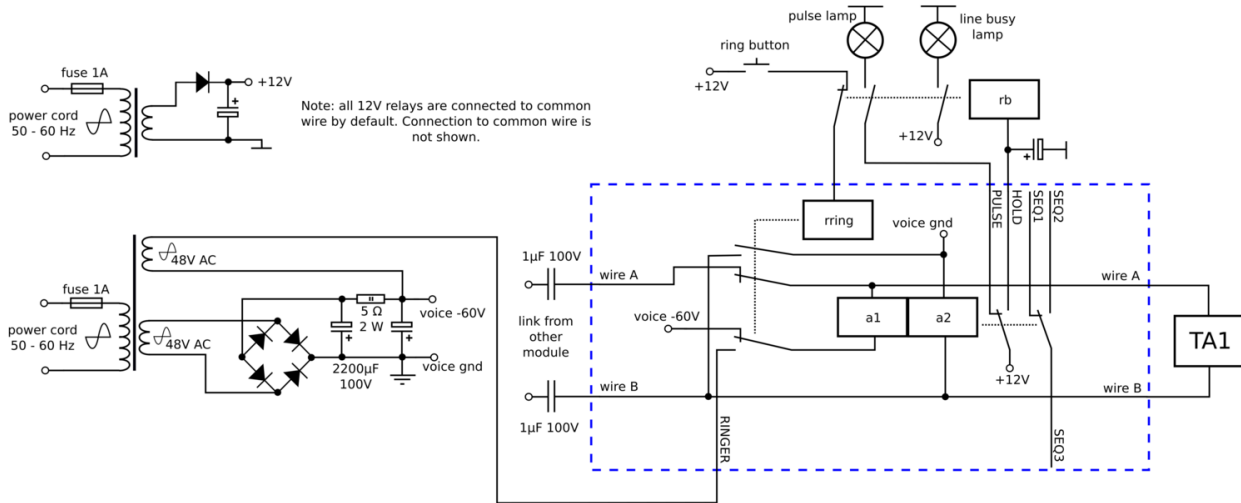 pulse lamp
line busy
lamp
ring button
+12V
rb
+12V
fuse 1A
+12V
+
power cord
50 - 60 Hz
Note: all 12V relays are connected to common
wire by default. Connection to common wire is
not shown.
+
PULSE
HOLD
SEQ1
SEQ2
rring
voice gnd
48V AC
1µF 100V
wire A
wire A
fuse 1A
5 Ω
2 W
voice -60V
+
+
power cord
50 - 60 Hz
48V AC
link from
other
module
voice -60V
a1
a2
TA1
voice gnd
2200µF
100V
+12V
wire B
wire B
1µF 100V
RINGER
SEQ3